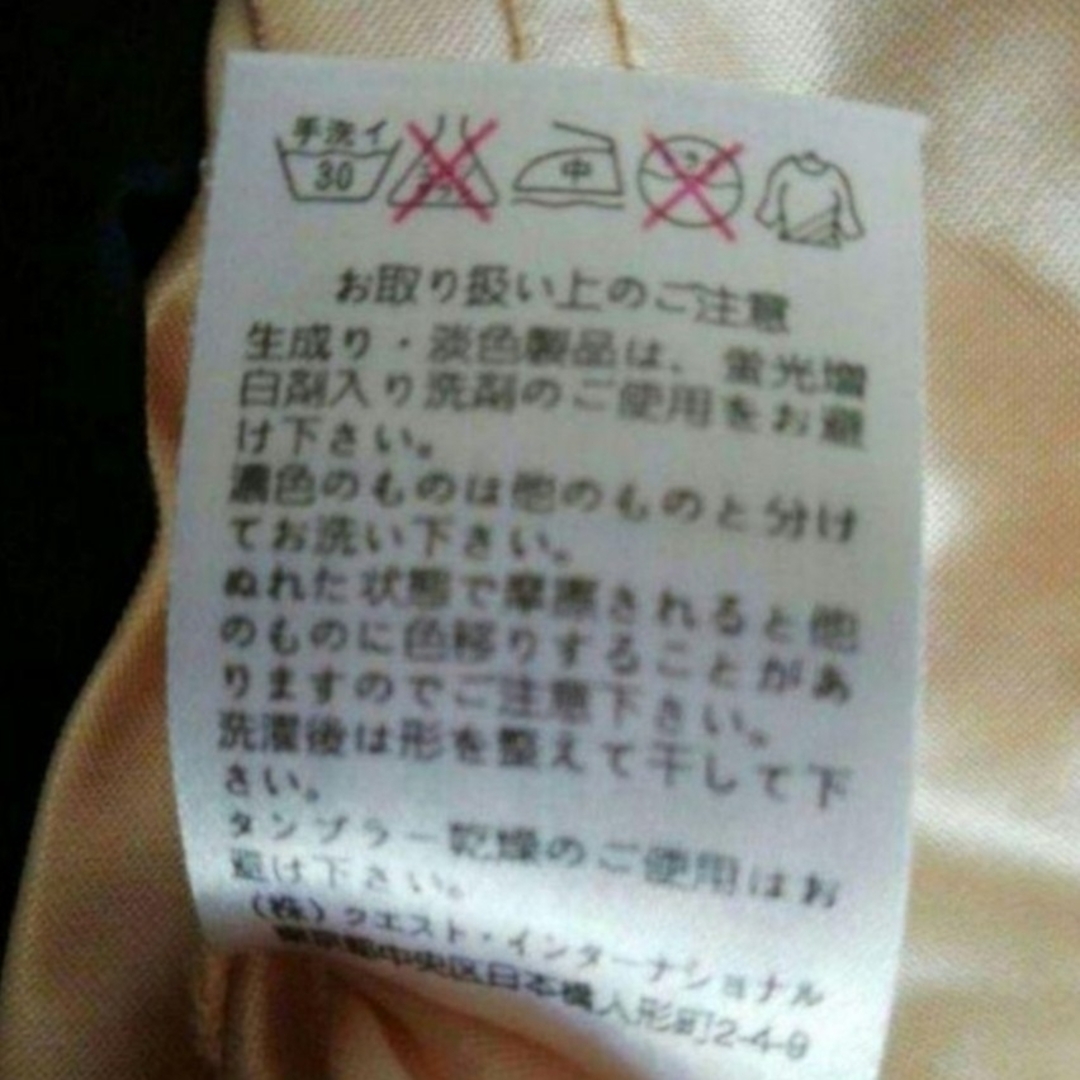 手洗イ
30
中
お取り扱い上のご注意
生成り・淡色製品は、蛍光増
白剤入り洗剤のご使用をお避
け下さい。
濃色のものは他のものと分け
てお洗い下さい。
ぬれた状態で摩擦されると他
のものに色移りすることがあ
りますのでご注意下さい。
洗濯後は形を整えて干して下
さい。
タンブラー乾燥のご使用はお
避け下さい。
(株)クエスト・インターナショナル
東京都中央区日本橋人形町2-4-9